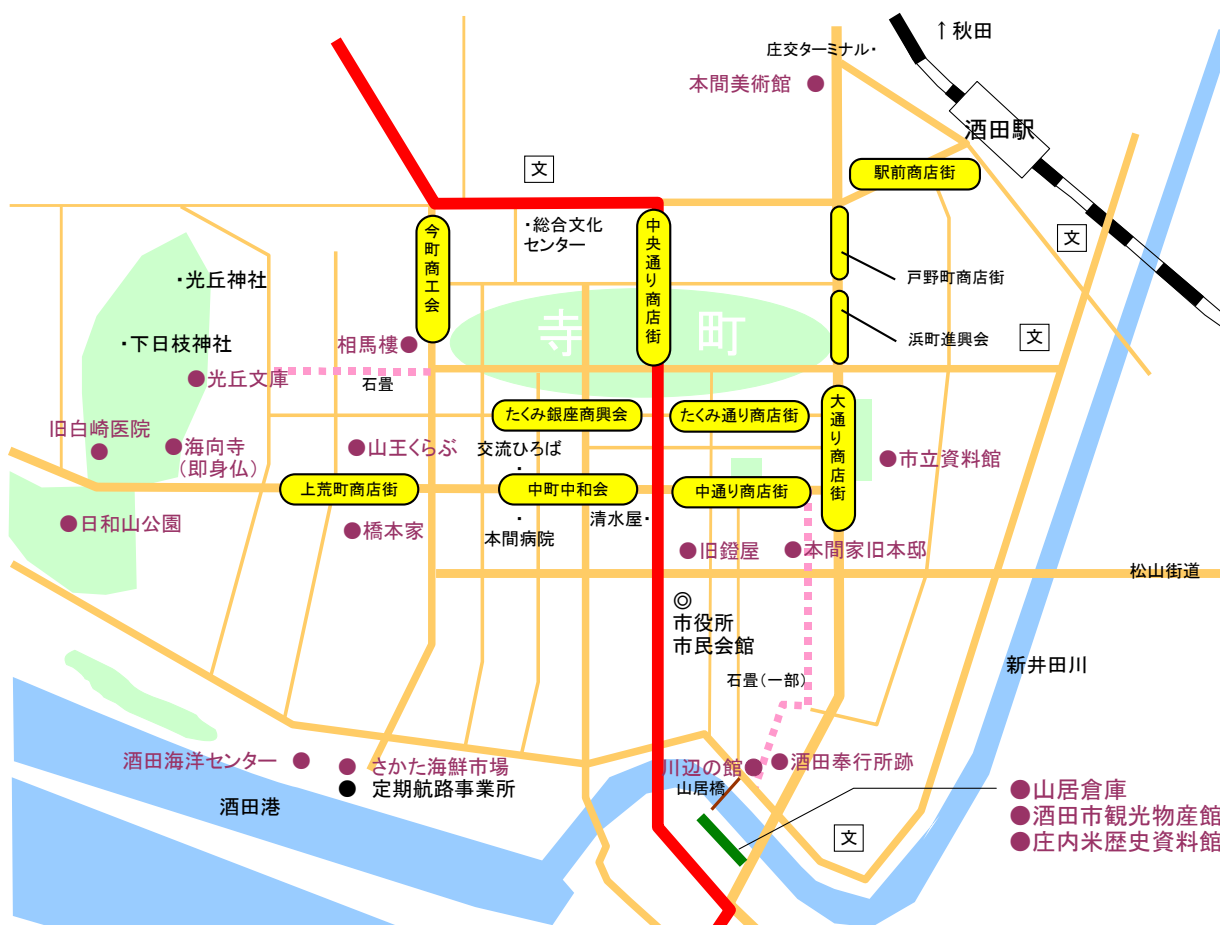 ↑秋田
庄交ターミナル・
本間美術館
酒田駅
文
駅前商店街
今町商工会
・総合文化
センター
中央通り商店街
文
戸野町商店街
・光丘神社
寺町
浜町進興会
文
・下日枝神社
相馬樓
光丘文庫
石畳
たくみ銀座商興会
たくみ通り商店街
大通り商店街
旧白崎医院
海向寺
(即身仏)
山王くらぶ
交流ひろば
・
市立資料館
上荒町商店街
中町中和会
中通り商店街
日和山公園
橋本家
・
本間病院
清水屋・
旧鐙屋
本間家旧本邸
松山街道
◎
市役所
市民会館
新井田川
石畳(一部)
酒田海洋センター
さかた海鮮市場
定期航路事業所
川辺の館
酒田奉行所跡
山居橋
酒田港
山居倉庫
酒田市観光物産館
庄内米歴史資料館
文